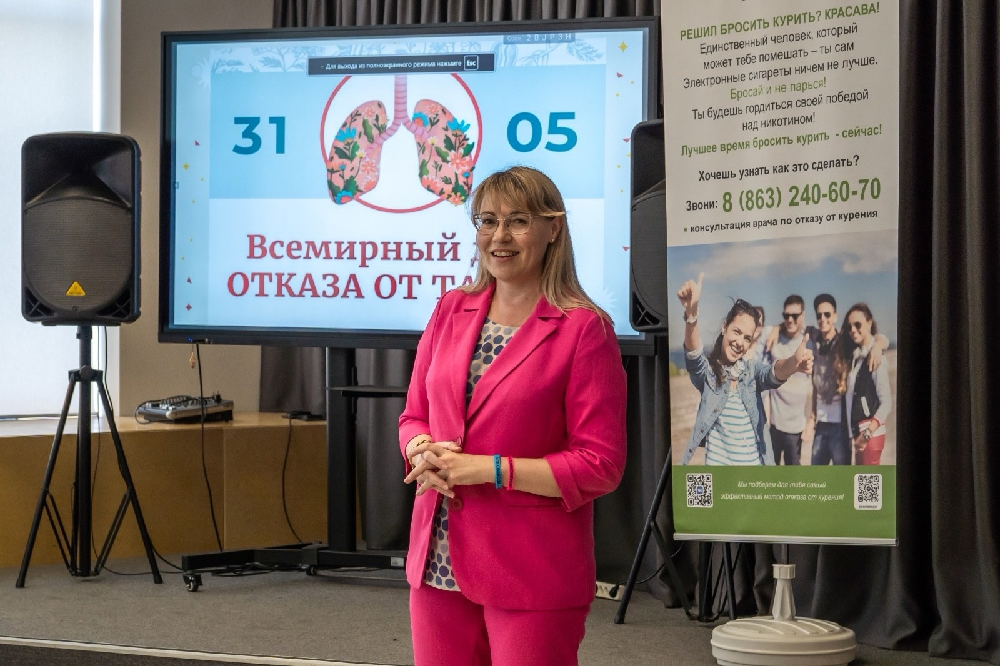 Code: 2BJP3H
- Для выхода из полноэкранного режима нажмите Esc
31 05
Всемирный
ОТКАЗА ОТ ТА
РЕШИЛ БРОСИТЬ КУРИТЬ? КРАСАВА!
Единственный человек, который
может тебе помешать – ты сам
Электронные сигареты ничем не лучше.
Бросай и не парься!
Ты будешь гордиться своей победой
над никотином!
Лучшее время бросить курить - сейчас!
Хочешь узнать как это сделать?
Звони: 8 (863) 240-60-70
▪ консультация врача по отказу от курения
Мы подберем для тебя самый
эффективный метод отказа от курения!